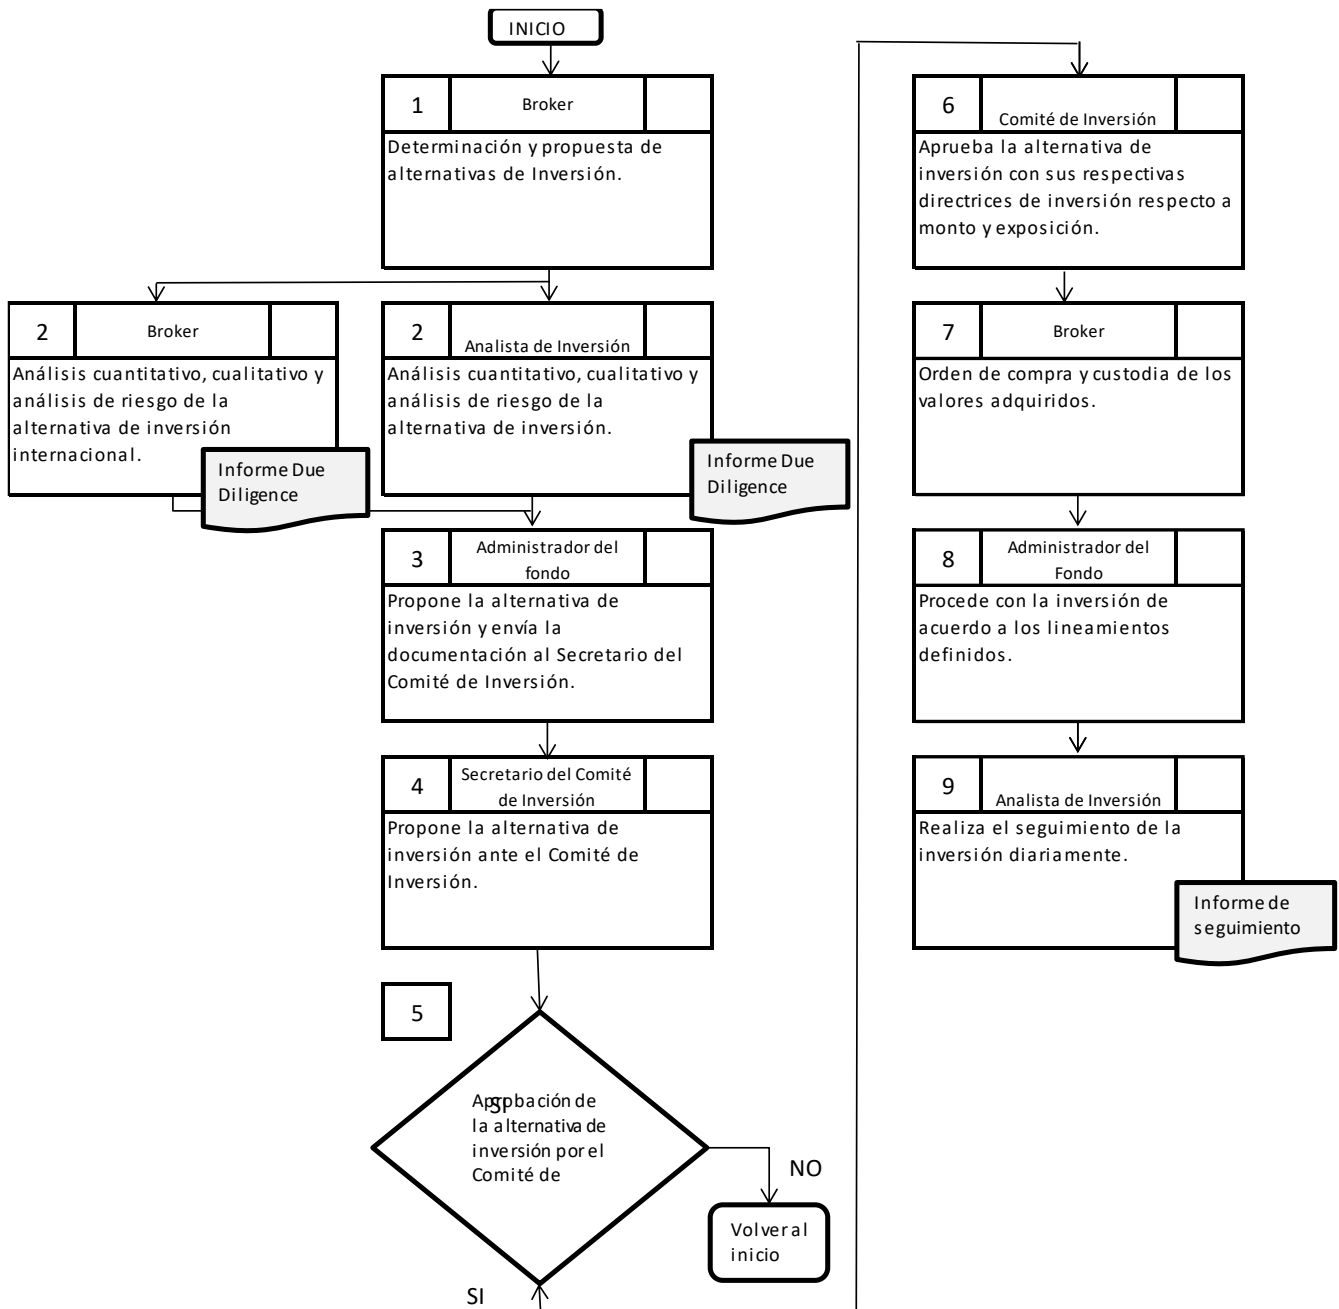 INICIO
1
Broker
Determinación y propuesta de
alternativas de Inversión.
2
Broker
Análisis cuantitativo, cualitativo y
análisis de riesgo de la
alternativa de inversión
internacional.
Informe Due
Diligence
2
Analista de Inversión
Análisis cuantitativo, cualitativo y
análisis de riesgo de la
alternativa de inversión.
Informe Due
Diligence
3
Administrador del
fondo
Propone la alternativa de
inversión y envía la
documentación al Secretario del
Comité de Inversión.
4
Secretario del Comité
de Inversión
Propone la alternativa de
inversión ante el Comité de
Inversión.
5
Aprobación de
SI
la alternativa de
inversión por el
Comité de
NO
Volver al
inicio
SI
6
Comité de Inversión
Aprueba la alternativa de
inversión con sus respectivas
directrices de inversión respecto a
monto y exposición.
7
Broker
Orden de compra y custodia de los
valores adquiridos.
8
Administrador del
Fondo
Procede con la inversión de
acuerdo a los lineamientos
definidos.
9
Analista de Inversión
Realiza el seguimiento de la
inversión diariamente.
Informe de
seguimiento